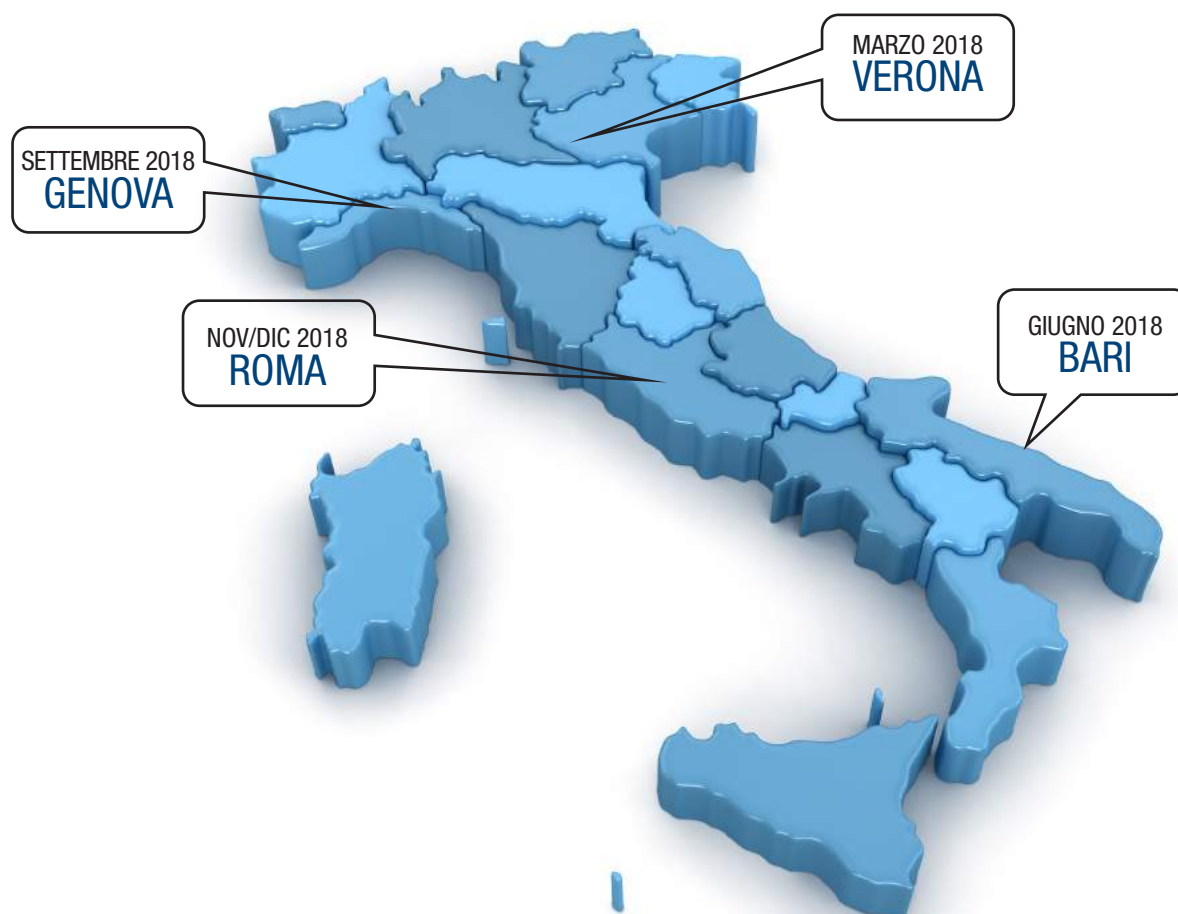 MARZO 2018
VERONA
SETTEMBRE 2018
GENOVA
NOV/DIC 2018
ROMA
GIUGNO 2018
BARI